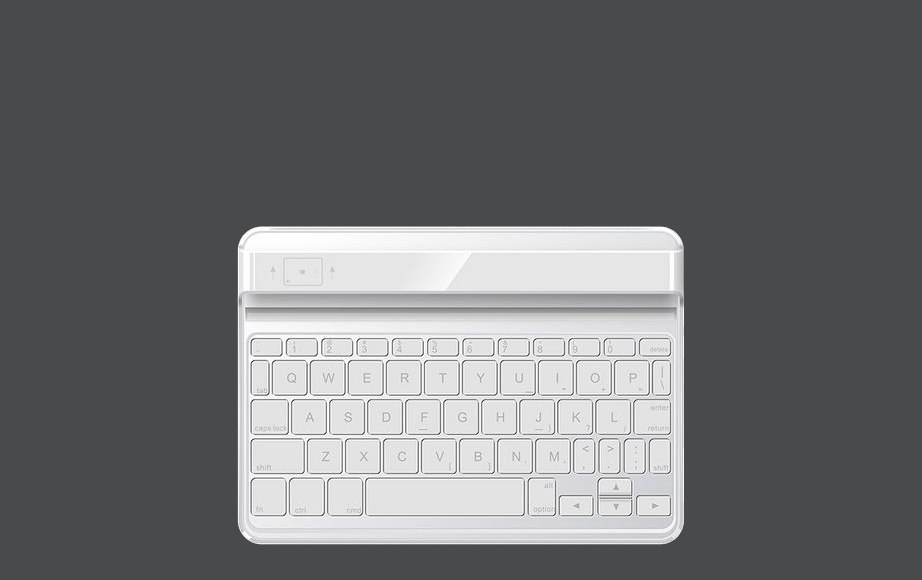 1 2 3 4 5 6 7 8 9 0 delete
tab Q W E R T Y U I O P | \
caps lock A S D F G H J K L enter return
shift Z X C V B N M < > shift
fn ctrl cmd alt option